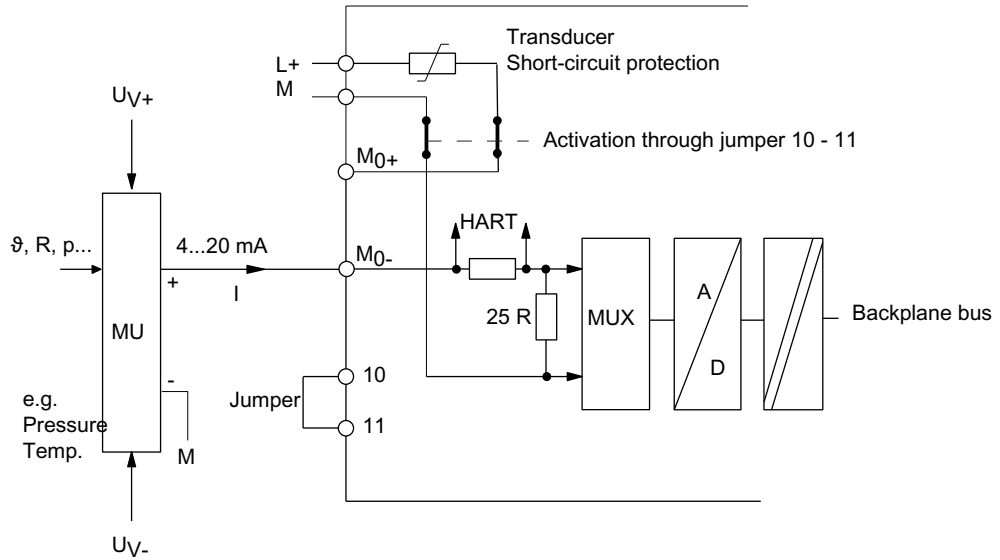 Transducer
Short-circuit protection
L+
M
UV+
Activation through jumper 10 - 11
M0+
ϑ, R, p...
4...20 mA
M0-
HART
+
I
25 R
MUX
A
D
Backplane bus
MU
-
10
Jumper
11
e.g.
Pressure
Temp.
M
UV-